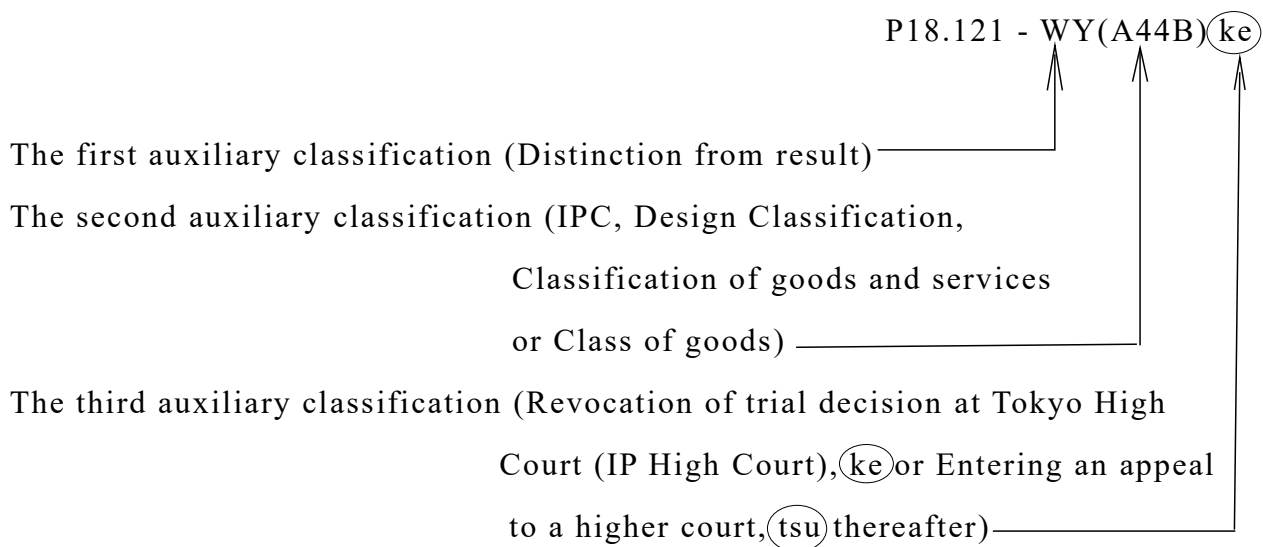 P18.121 - WY(A44B) ke
The first auxiliary classification (Distinction from result)
The second auxiliary classification (IPC, Design Classification,
Classification of goods and services
or Class of goods)
The third auxiliary classification (Revocation of trial decision at Tokyo High
Court (IP High Court), ke or Entering an appeal
to a higher court, tsu thereafter)